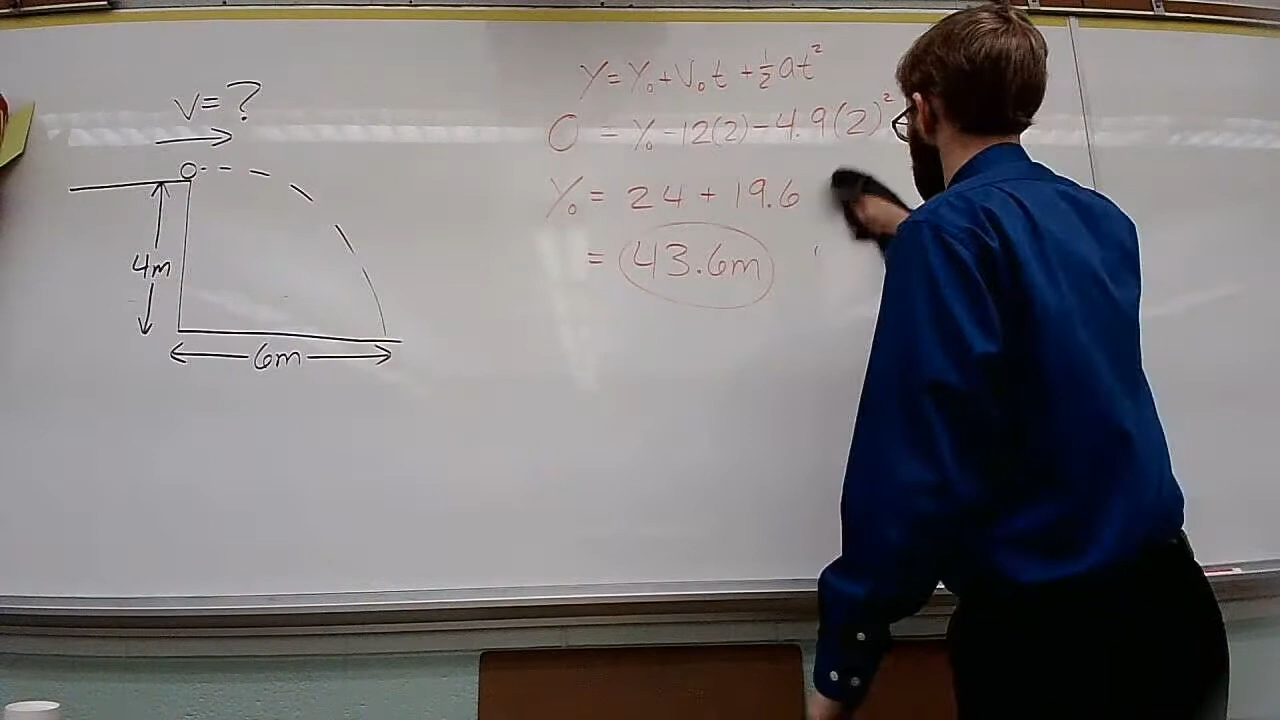 V=?
4m
6m
y=y₀+v₀t+½at²
0 = y₀-12(2)-4.9(2)²
y₀ = 24 + 19.6
= 43.6m